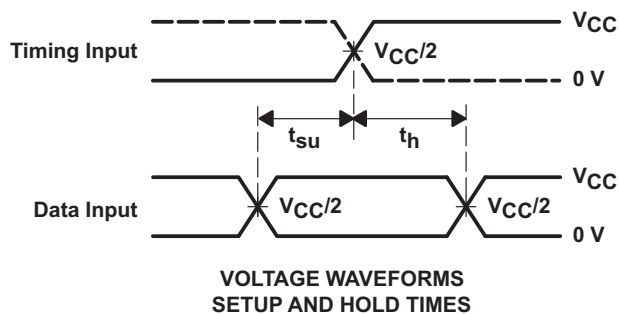 VCC
Timing Input
VCC/2
0 V
tsu
th
VCC
Data Input
VCC/2
VCC/2
0 V
VOLTAGE WAVEFORMS
SETUP AND HOLD TIMES